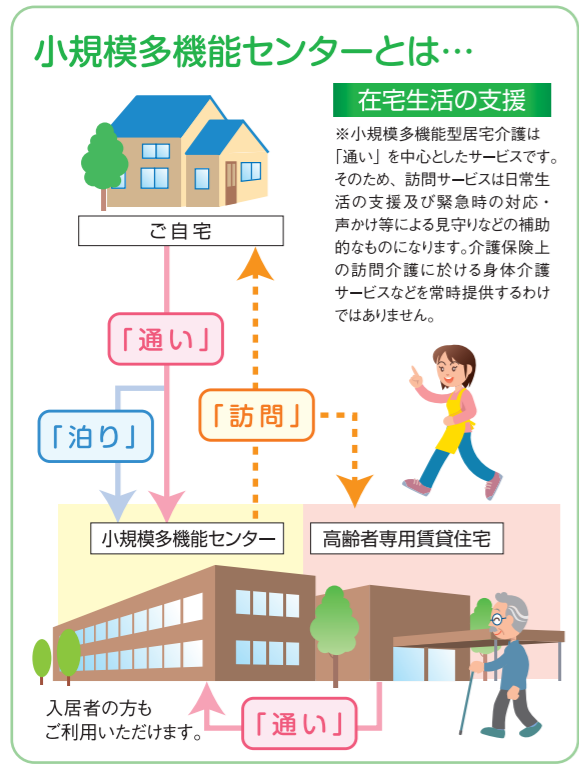 小規模多機能センターとは…
在宅生活の支援
※小規模多機能型居宅介護は
「通い」を中心としたサービスです。
そのため、訪問サービスは日常生
活の支援及び緊急時の対応・
声かけ等による見守りなどの補助
的なものになります。介護保険上
の訪問介護に於ける身体介護
サービスなどを常時提供するわけ
ではありません。
ご自宅
「通い」
「泊り」
「訪問」
小規模多機能センター
高齢者専用賃貸住宅
入居者の方も
ご利用いただけます。
「通い」